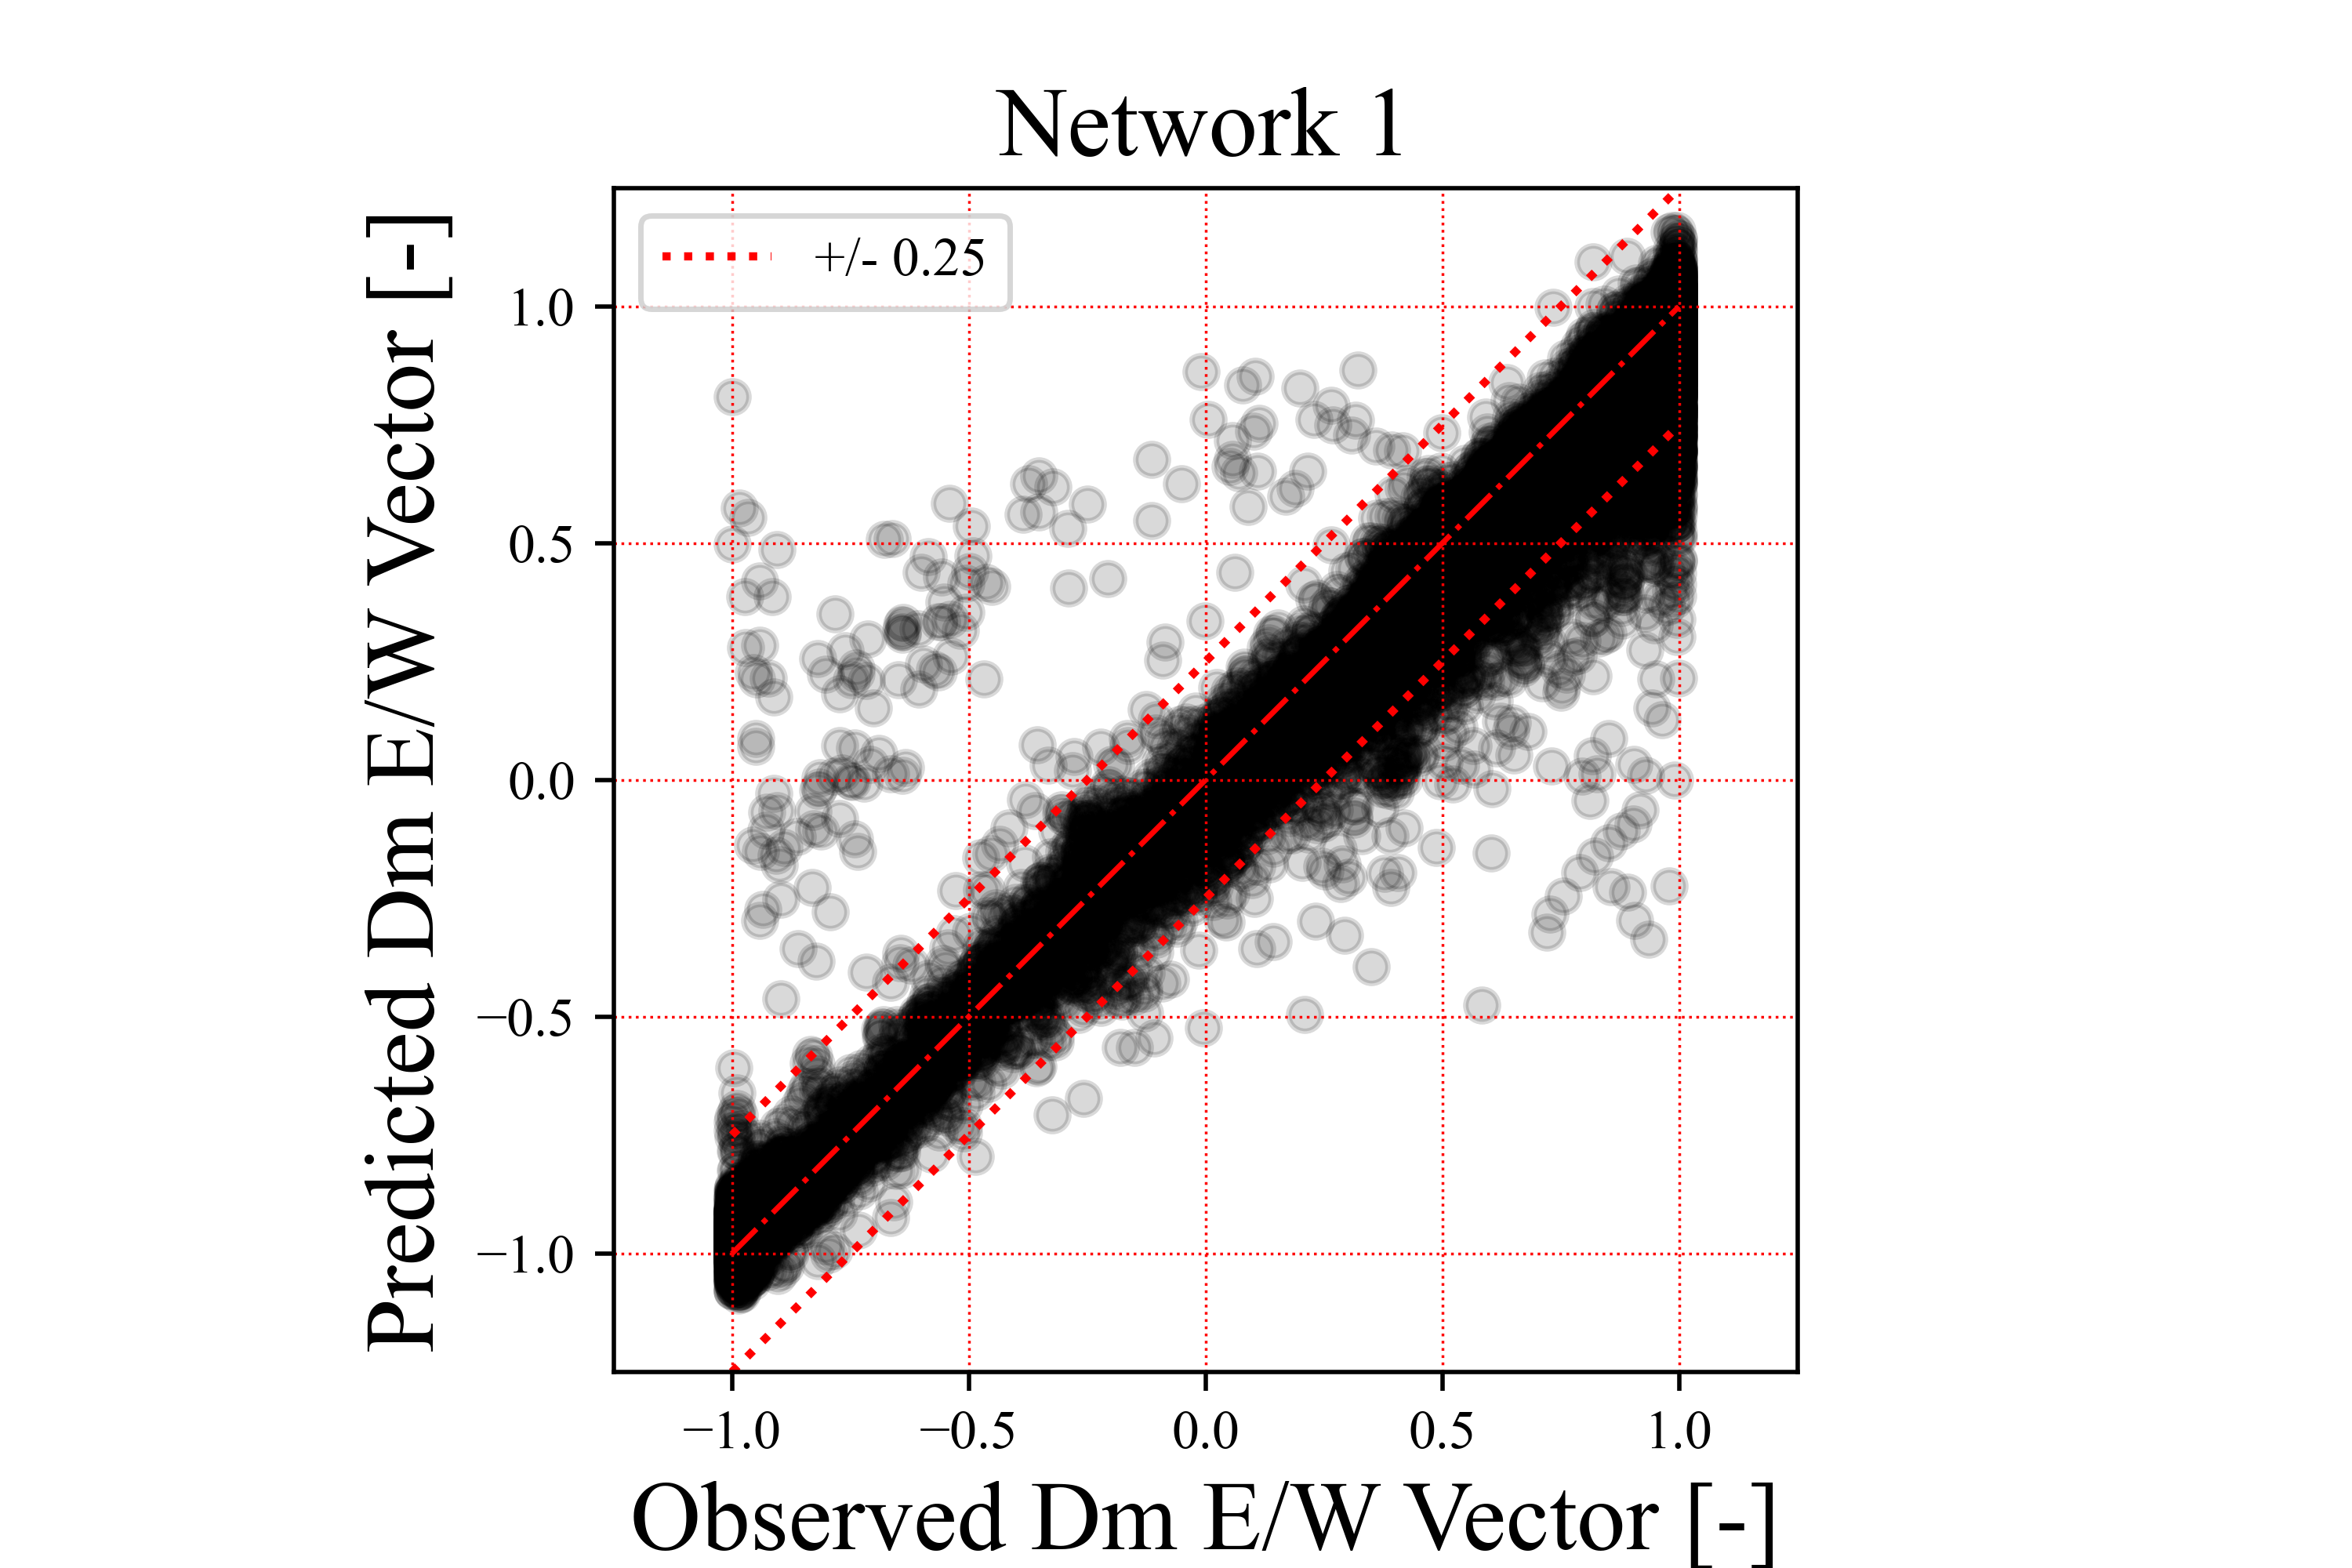 Network 1
+/- 0.25
Predicted Dm E/W Vector [-]
1.0
0.5
0.0
−0.5
−1.0
−1.0 −0.5 0.0 0.5 1.0
Observed Dm E/W Vector [-]